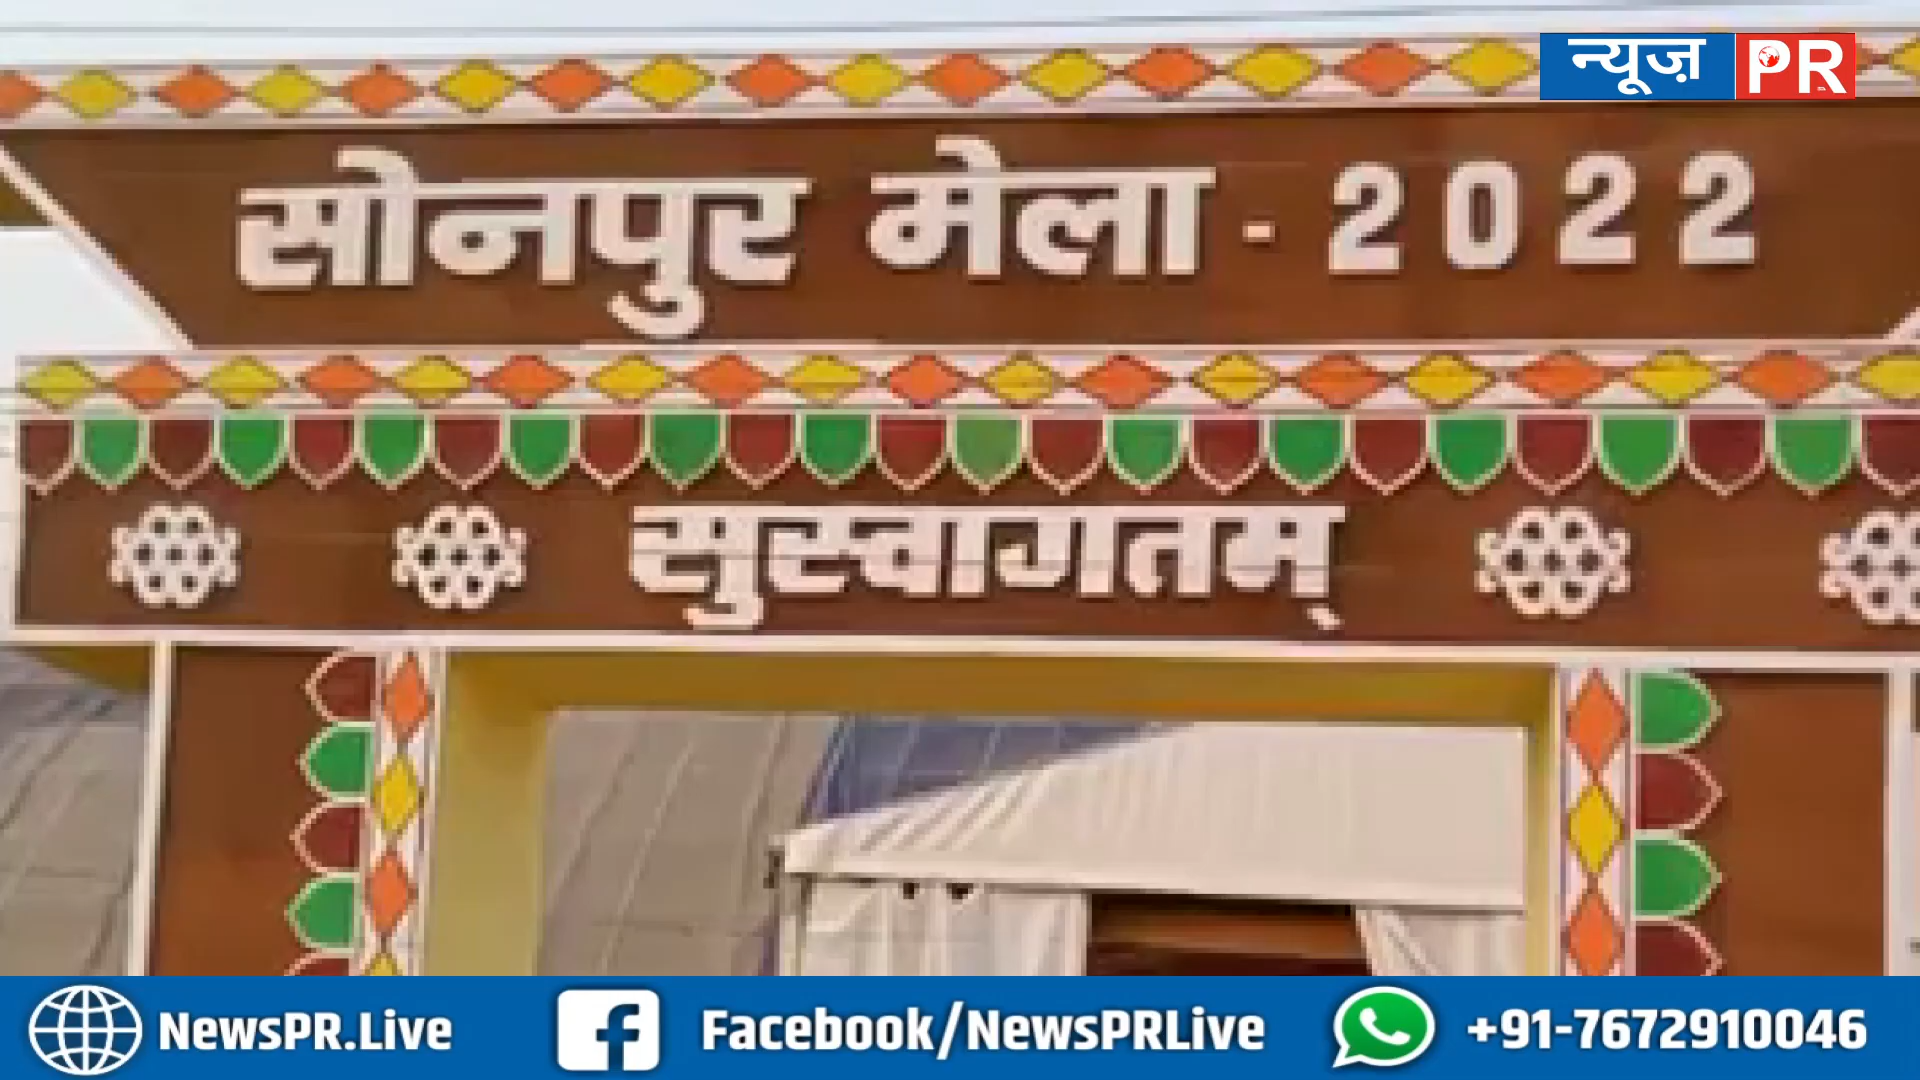 न्यूज़ PR
सोनपुर मेला - 2022
सुस्वागतम्
NewsPR.Live
Facebook/NewsPRLive
+91-7672910046